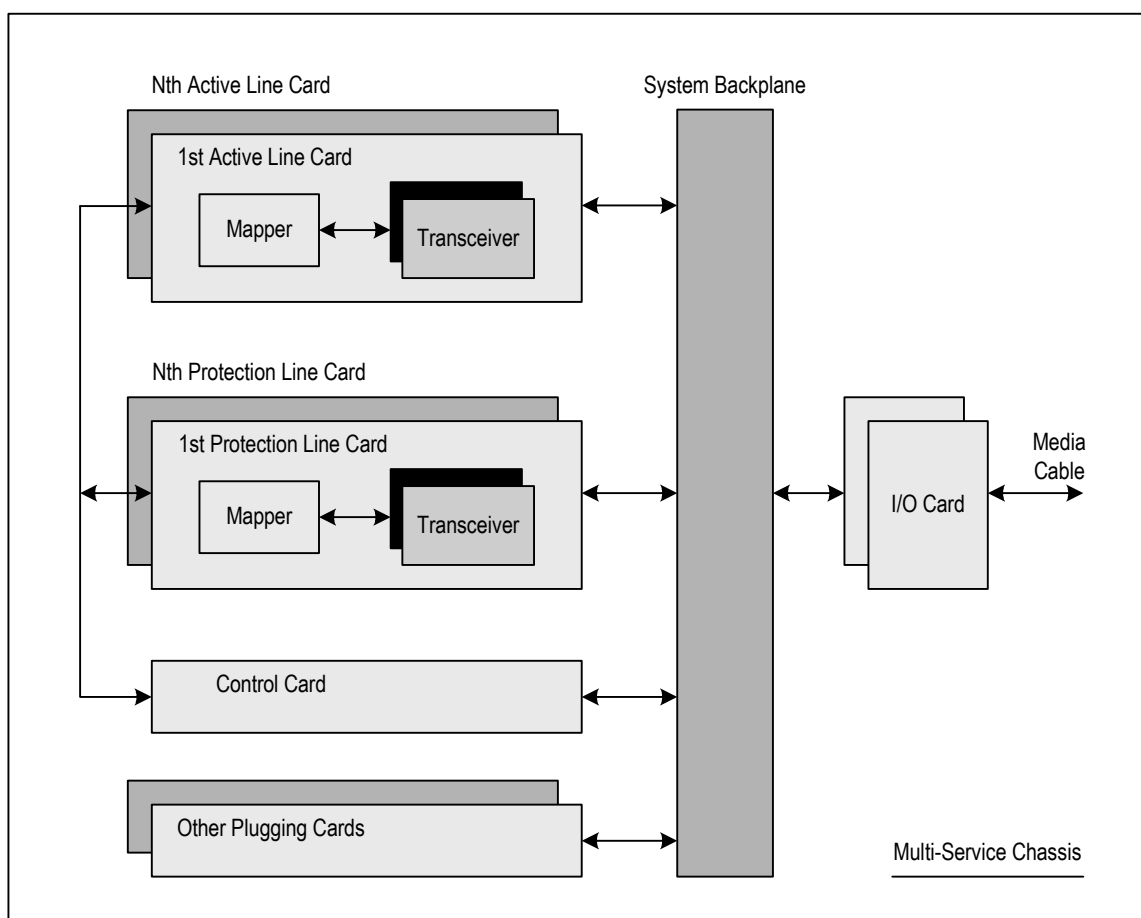 Nth Active Line Card
System Backplane
1st Active Line Card
Mapper
Transceiver
Nth Protection Line Card
1st Protection Line Card
Mapper
Transceiver
Media
Cable
I/O Card
Control Card
Other Plugging Cards
Multi-Service Chassis